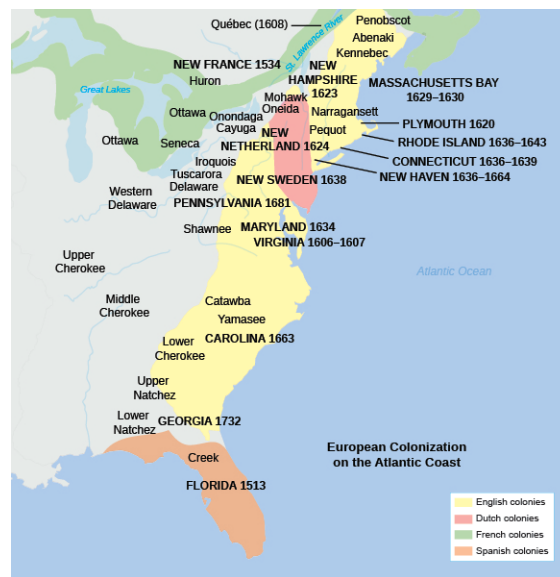 Québec (1608)
St. Lawrence River
Penobscot
Abenaki
Kennebec
NEW FRANCE 1534
Huron
NEW
HAMPSHIRE
1623
MASSACHUSETTS BAY
1629–1630
Great Lakes
Mohawk
Oneida
Ottawa
Onondaga
Cayuga
Narragansett
PLYMOUTH 1620
Pequot
NEW
NETHERLAND 1624
RHODE ISLAND 1636–1643
Ottawa
Seneca
CONNECTICUT 1636–1639
Iroquois
NEW HAVEN 1636–1664
Tuscarora
Delaware
NEW SWEDEN 1638
Western
Delaware
PENNSYLVANIA 1681
Shawnee
MARYLAND 1634
VIRGINIA 1606–1607
Upper
Cherokee
Atlantic Ocean
Middle
Cherokee
Catawba
Yamasee
CAROLINA 1663
Lower
Cherokee
Upper
Natchez
Lower
Natchez
GEORGIA 1732
European Colonization
on the Atlantic Coast
Creek
FLORIDA 1513
English colonies
Dutch colonies
French colonies
Spanish colonies